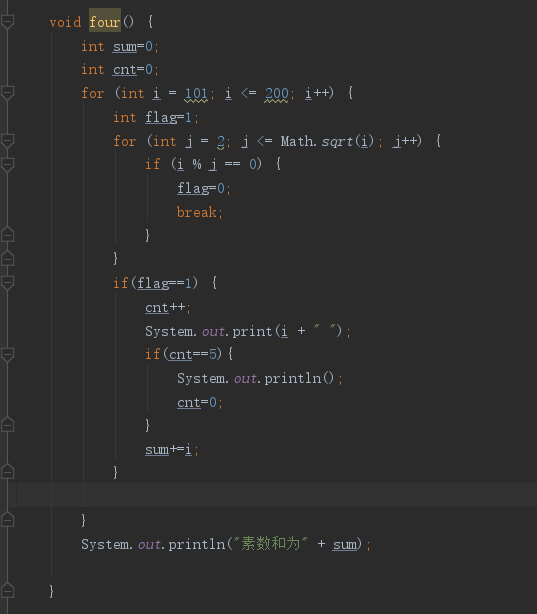 void four() {
int sum=0;
int cnt=0;
for (int i = 101; i <= 200; i++) {
int flag=1;
for (int j = 2; j <= Math.sqrt(i); j++) {
if (i % j == 0) {
flag=0;
break;
}
}
if(flag==1) {
cnt++;
System.out.print(i + " ");
if(cnt==5){
System.out.println();
cnt=0;
}
sum+=i;
}
}
System.out.println("素数和为" + sum);
}